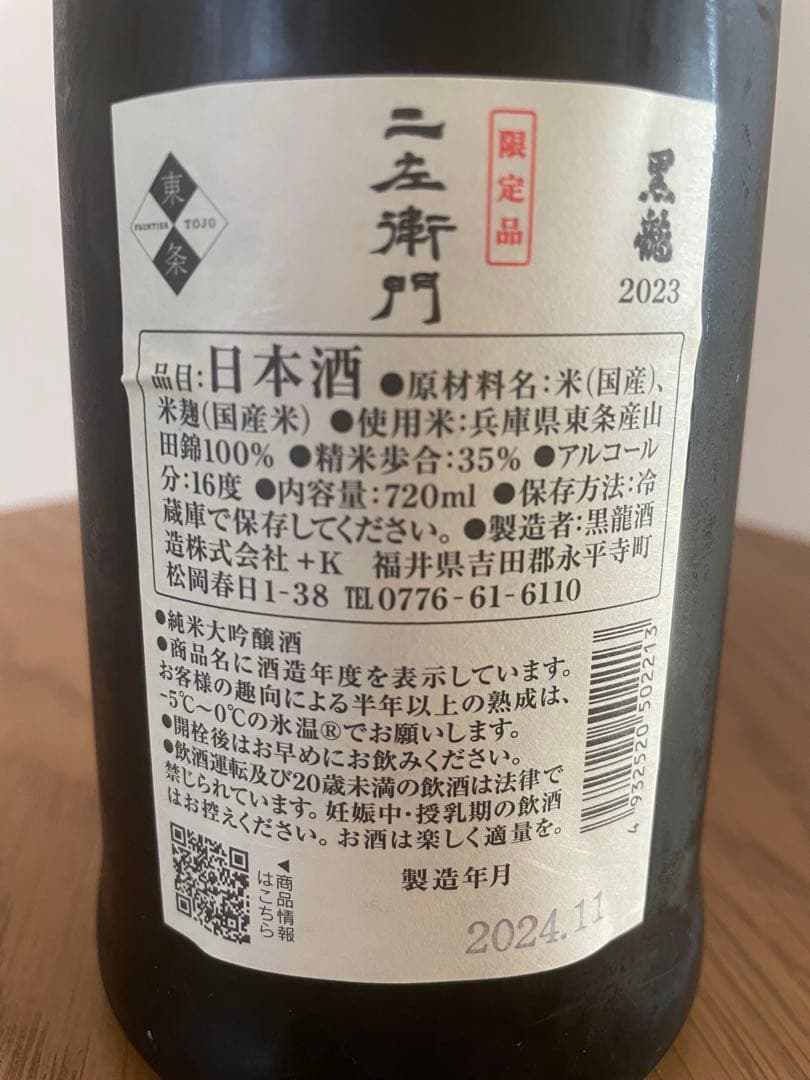 黒龍
2023
限定品
二左衛門
東
FRONTIER TOJO
条
品目:日本酒 ●原材料名:米(国産)、
米麹(国産米) ●使用米:兵庫県東条産山
田錦100% ●精米歩合:35% ●アルコール
分:16度 ●内容量:720ml ●保存方法:冷
蔵庫で保存してください。●製造者:黒龍酒
造株式会社+K 福井県吉田郡永平寺町
松岡春日1-38 TEL0776-61-6110
●純米大吟醸酒
●商品名に酒造年度を表示しています。
お客様の趣向による半年以上の熟成は、
-5℃~0℃の氷温®でお願いします。
●開栓後はお早めにお飲みください。
●飲酒運転及び20歳未満の飲酒は法律で
禁じられています。妊娠中・授乳期の飲酒
はお控えください。お酒は楽しく適量を。
4 932520 502213
◀商品情報
はこちら
製造年月
2024.11